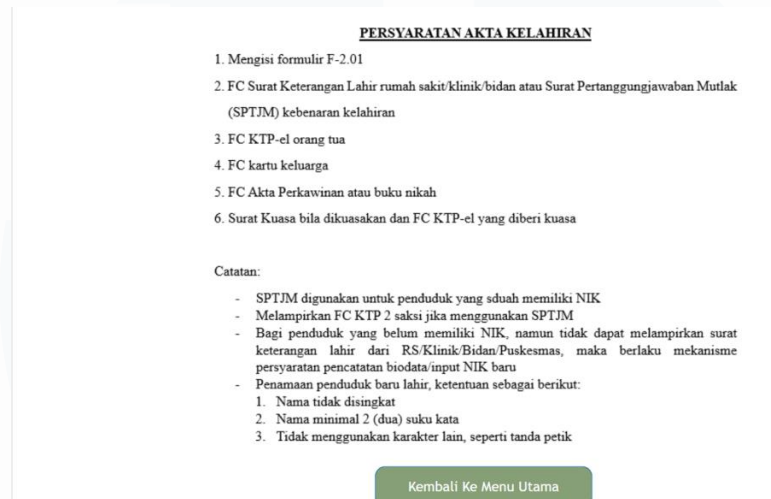 PERSYARATAN AKTA KELAHIRAN
1. Mengisi formulir F-2.01
2. FC Surat Keterangan Lahir rumah sakit/klinik/bidan atau Surat Pertanggungjawaban Mutlak
(SPTJM) kebenaran kelahiran
3. FC KTP-el orang tua
4. FC kartu keluarga
5. FC Akta Perkawinan atau buku nikah
6. Surat Kuasa bila dikuasakan dan FC KTP-el yang diberi kuasa
Catatan:
- SPTJM digunakan untuk penduduk yang sduah memiliki NIK
- Melampirkan FC KTP 2 saksi jika menggunakan SPTJM
- Bagi penduduk yang belum memiliki NIK, namun tidak dapat melampirkan surat
keterangan lahir dari RS/Klinik/Bidan/Puskesmas, maka berlaku mekanisme
persyaratan pencatatan biodata/input NIK baru
- Penamaan penduduk baru lahir, ketentuan sebagai berikut:
1. Nama tidak disingkat
2. Nama minimal 2 (dua) suku kata
3. Tidak menggunakan karakter lain, seperti tanda petik
Kembali Ke Menu Utama